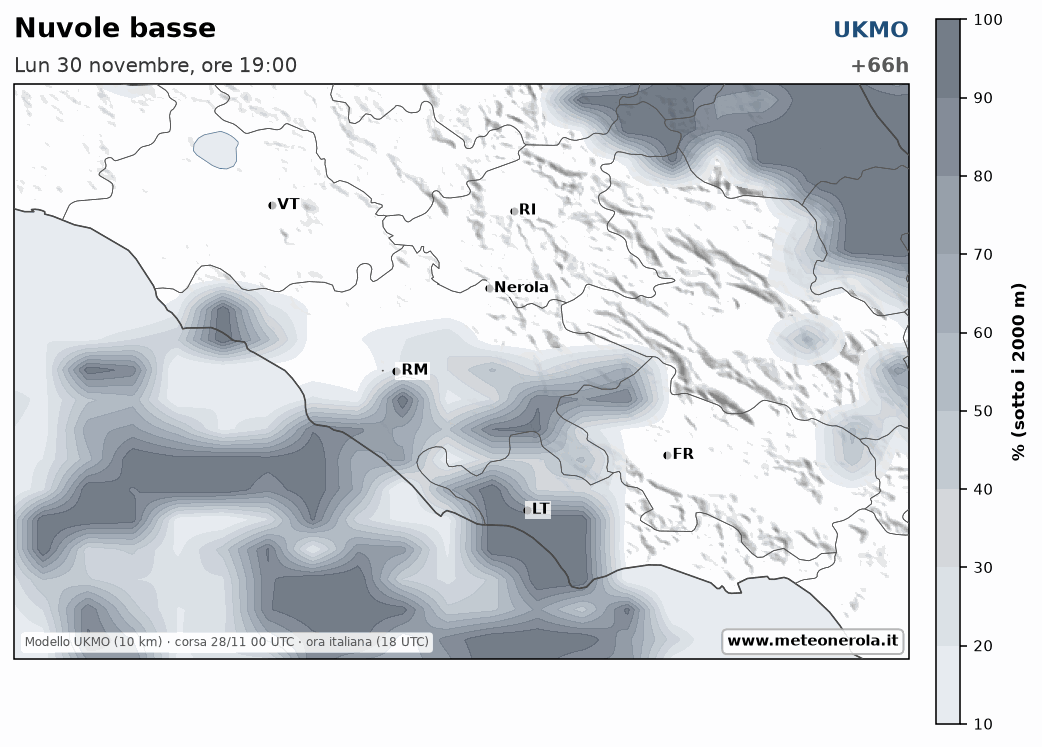 Nuvole basse
UKMO
Lun 30 novembre, ore 19:00
+66h
VT
RI
Nerola
RM
FR
LT
Modello UKMO (10 km) · corsa 28/11 00 UTC · ora italiana (18 UTC)
www.meteonerola.it
100
90
80
70
60
50
40
30
20
10
% (sotto i 2000 m)